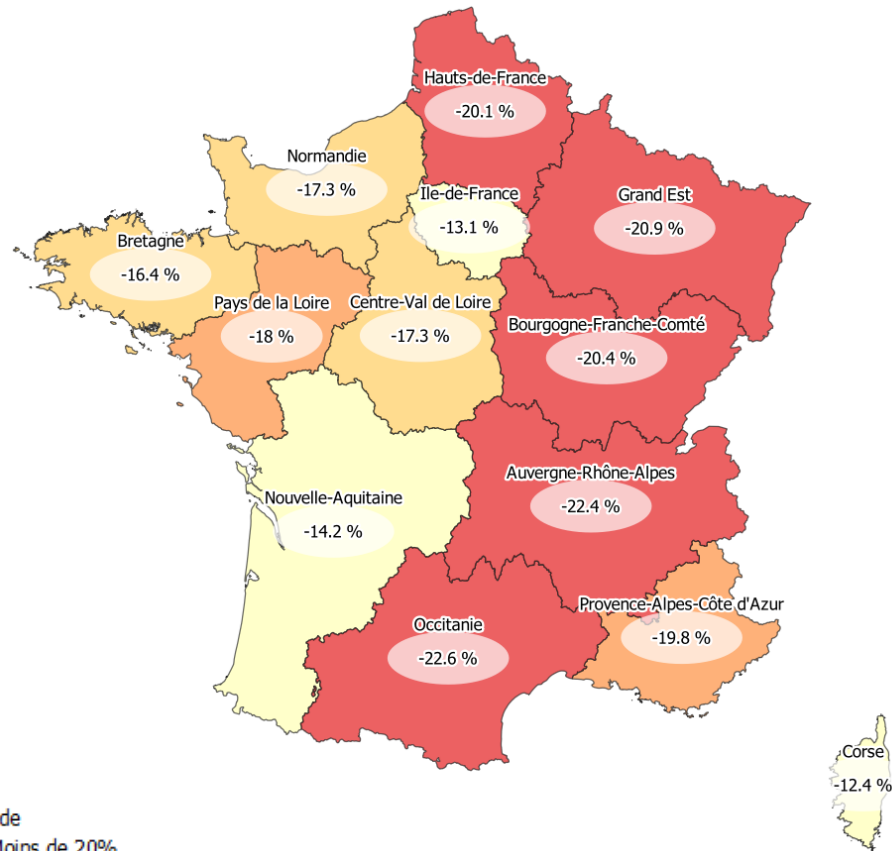 Hauts-de-France
-20.1 %
Normandie
-17.3 %
Ile-de-France
-13.1 %
Grand Est
-20.9 %
Bretagne
-16.4 %
Pays de la Loire
-18 %
Centre-Val de Loire
-17.3 %
Bourgogne-Franche-Comté
-20.4 %
Auvergne-Rhône-Alpes
-22.4 %
Nouvelle-Aquitaine
-14.2 %
Provence-Alpes-Côte d'Azur
-19.8 %
Occitanie
-22.6 %
Corse
-12.4 %
de
Moins de 20%